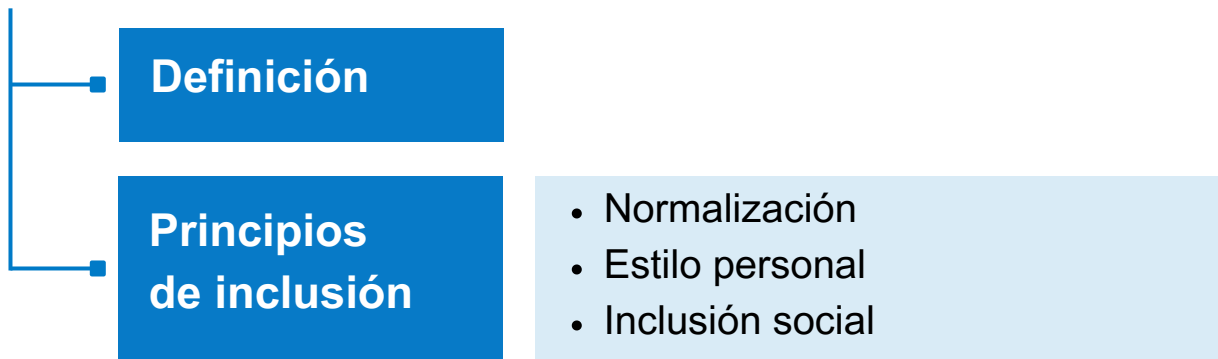 Definición
Principios
de inclusión
• Normalización
• Estilo personal
• Inclusión social